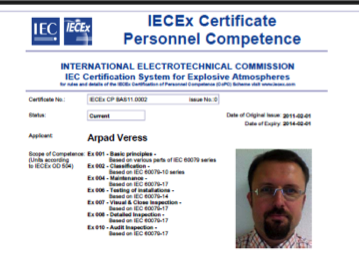 IEC IECEx
IECEx Certificate
Personnel Competence
INTERNATIONAL ELECTROTECHNICAL COMMISSION
IEC Certification System for Explosive Atmospheres
for rules and details of the IECEx Certification of Personnel Competence (CoPC) Scheme visit www.iecex.com
Certificate No.: IECEx CP BAS11.0002 Issue No.:0
Status: Current
Date of Original Issue: 2011-02-01
Date of Expiry: 2014-02-01
Applicant: Arpad Veress
Scope of Competence:
(Units according
to IECEx OD 504)
Ex 001 - Basic principles -
Based on various parts of IEC 60079 series
Ex 002 - Classification -
Based on IEC 60079-10 series
Ex 004 - Maintenance -
Based on IEC 60079-17
Ex 006 - Testing of Installations -
Based on IEC 60079-14
Ex 007 - Visual & Close Inspection -
Based on IEC 60079-17
Ex 008 - Detailed Inspection -
Based on IEC 60079-17
Ex 010 - Audit Inspection -
Based on IEC 60079-17